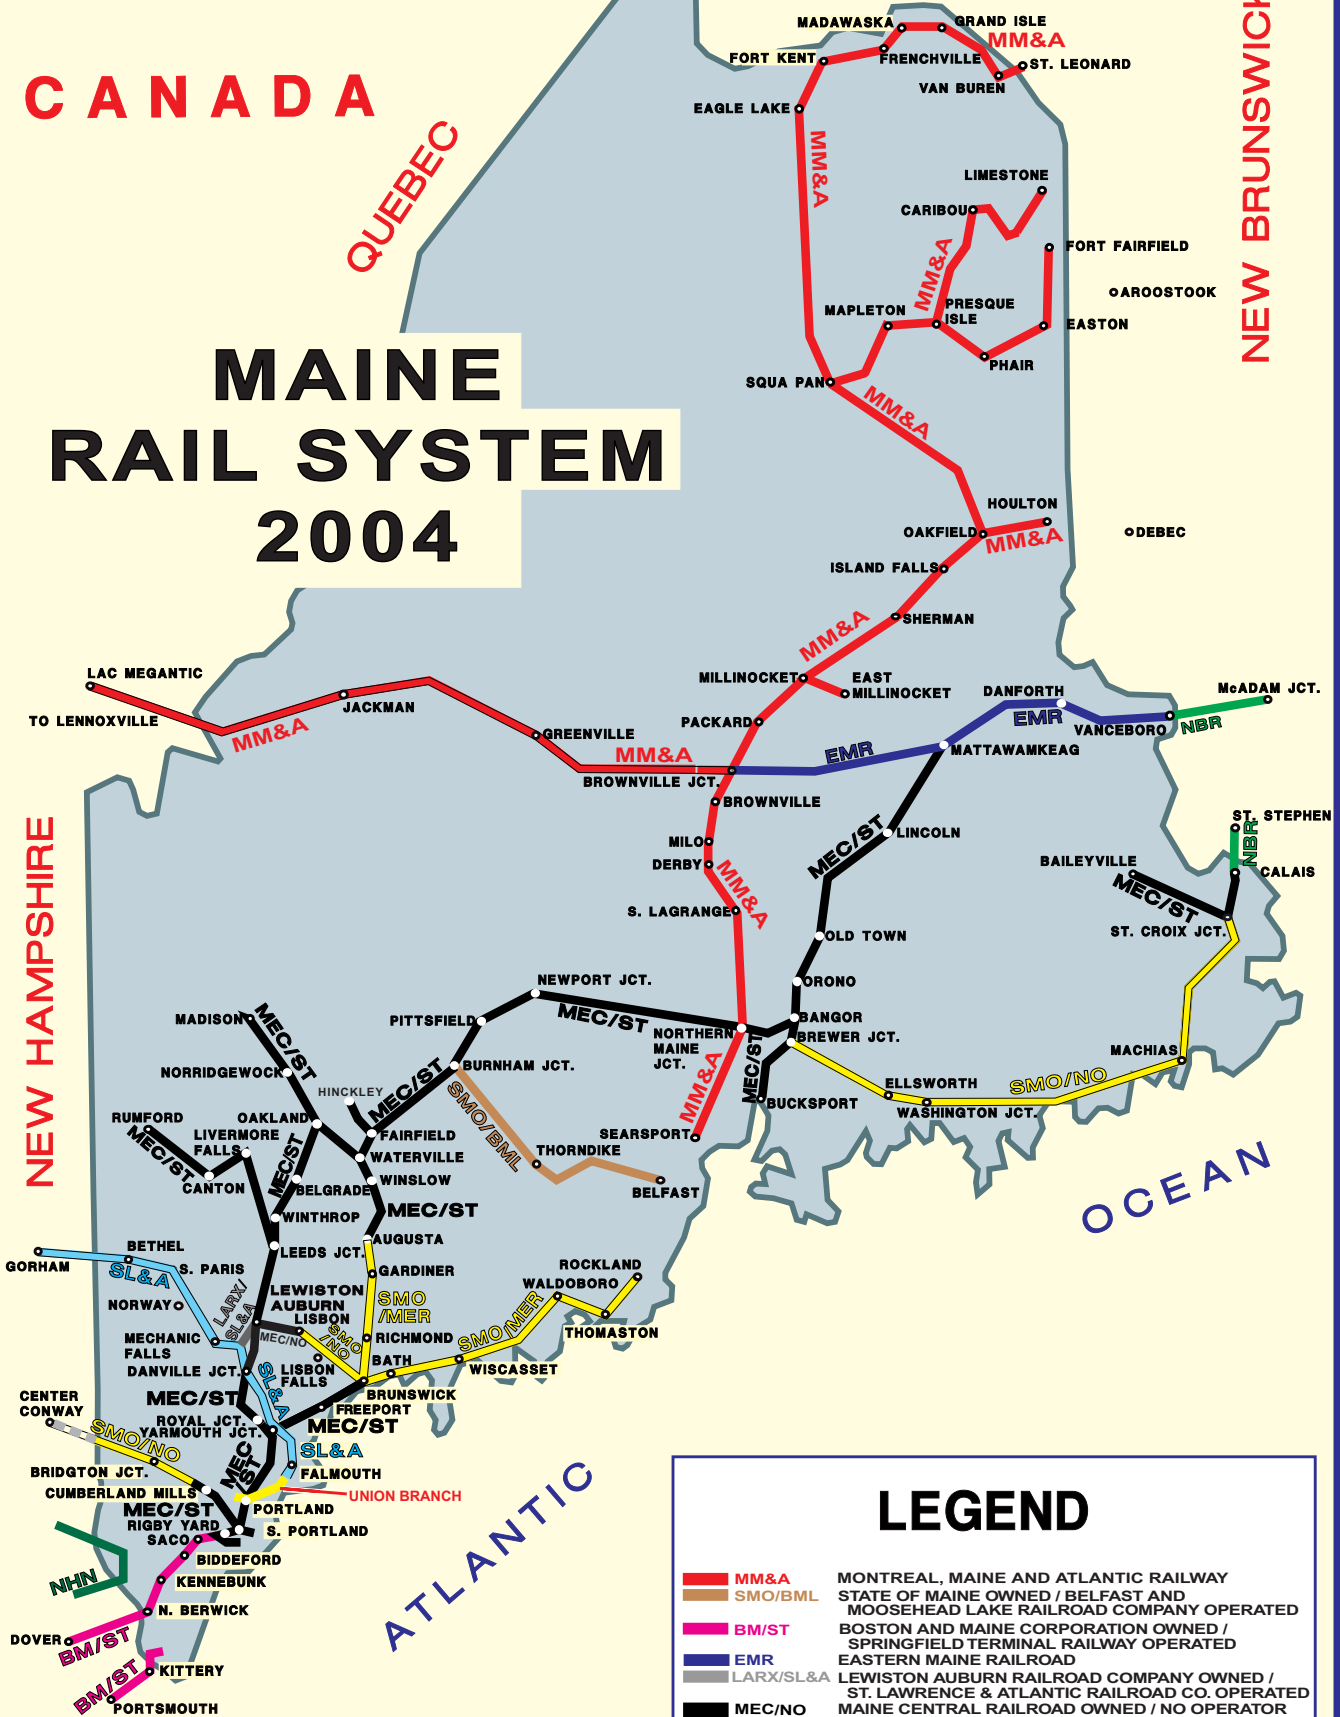 MADAWASKA
GRAND ISLE
MM&A
FORT KENT
FRENCHVILLE
ST. LEONARD
VAN BUREN
CANADA
EAGLE LAKE
NEW BRUNSWICK
QUEBEC
MM&A
LIMESTONE
CARIBOU
FORT FAIRFIELD
MM&A
AROOSTOOK
MAPLETON
PRESQUE
ISLE
EASTON
PHAIR
MAINE
RAIL SYSTEM
2004
SQUA PAN
MM&A
HOULTON
OAKFIELD
MM&A
DEBEC
ISLAND FALLS
SHERMAN
MM&A
LAC MEGANTIC
MILLINOCKET
EAST
MILLINOCKET
DANFORTH
McADAM JCT.
TO LENNOXVILLE
JACKMAN
MM&A
PACKARD
EMR
VANCEBORO
NBR
GREENVILLE
MM&A
EMR
MATTAWAMKEAG
BROWNVILLE JCT.
BROWNVILLE
NEW HAMPSHIRE
MILO
DERBY
MM&A
MEC/ST
LINCOLN
ST. STEPHEN
NBR
BAILEYVILLE
CALAIS
MEC/ST
S. LAGRANGE
ST. CROIX JCT.
OLD TOWN
NEWPORT JCT.
ORONO
MADISON
MEC/ST
PITTSFIELD
MEC/ST
NORTHERN
MAINE
JCT.
BANGOR
BREWER JCT.
MACHIAS
NORRIDGEWOCK
BURNHAM JCT.
MEC/ST
ELLSWORTH
SMO/NO
HINCKLEY
MEC/ST
SMO/BML
MM&A
BUCKSPORT
WASHINGTON JCT.
RUMFORD
OAKLAND
MEC/ST
LIVERMORE
FALLS
FAIRFIELD
SEARSPORT
THORNDIKE
WATERVILLE
CANTON
MEC/ST
BELGRADE
WINSLOW
BELFAST
OCEAN
WINTHROP
MEC/ST
AUGUSTA
BETHEL
LEEDS JCT.
GORHAM
SL&A
S. PARIS
GARDINER
ROCKLAND
WALDOBORO
NORWAY
LARX/
SL&A
LEWISTON
AUBURN
LISBON
SMO
/MER
SMO/MER
MECHANIC
FALLS
MEC/NO
SMO
/NO
RICHMOND
THOMASTON
DANVILLE JCT.
LISBON
FALLS
BATH
WISCASSET
SL&A
BRUNSWICK
CENTER
CONWAY
MEC/ST
FREEPORT
ROYAL JCT.
YARMOUTH JCT.
MEC/ST
SMO/NO
SL&A
MEC
/ST
BRIDGTON JCT.
FALMOUTH
CUMBERLAND MILLS
UNION BRANCH
MEC/ST
PORTLAND
RIGBY YARD
S. PORTLAND
SACO
BIDDEFORD
NHN
KENNEBUNK
ATLANTIC
N. BERWICK
DOVER
BM/ST
KITTERY
BM/ST
PORTSMOUTH
LEGEND
MM&A MONTREAL, MAINE AND ATLANTIC RAILWAY
SMO/BML STATE OF MAINE OWNED / BELFAST AND
MOOSEHEAD LAKE RAILROAD COMPANY OPERATED
BM/ST BOSTON AND MAINE CORPORATION OWNED /
SPRINGFIELD TERMINAL RAILWAY OPERATED
EMR EASTERN MAINE RAILROAD
LARX/SL&A LEWISTON AUBURN RAILROAD COMPANY OWNED /
ST. LAWRENCE & ATLANTIC RAILROAD CO. OPERATED
MEC/NO MAINE CENTRAL RAILROAD OWNED / NO OPERATOR